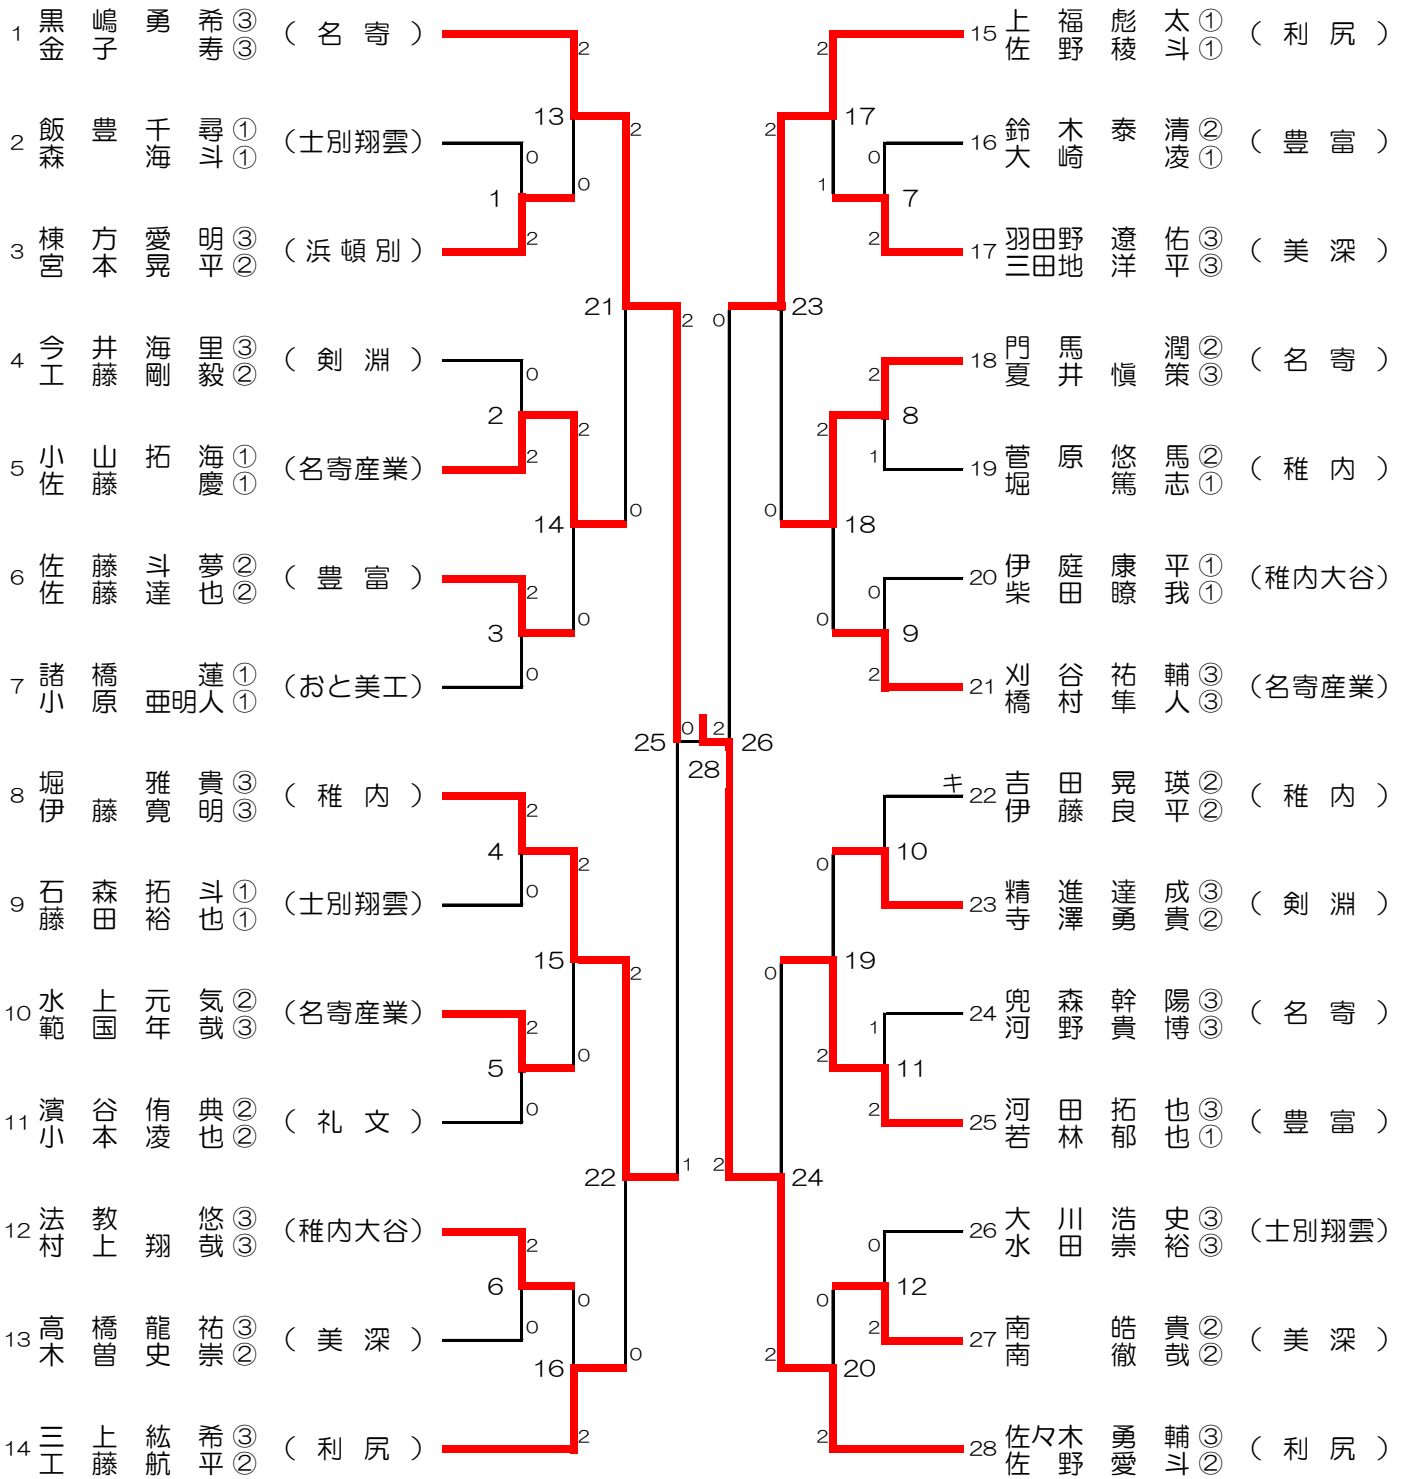 1 黒嶋勇希③ (名寄)
金子寿③
2 飯豊千尋① (士別翔雲)
森海斗①
3 棟方愛明③ (浜頓別)
宮本晃平②
4 今井海里③ (剣淵)
工藤剛毅②
5 小山拓海① (名寄産業)
佐藤慶①
6 佐藤斗夢② (豊富)
佐藤達也②
7 諸橋蓮① (おと美工)
小原亜明人①
8 堀雅貴③ (稚内)
伊藤寛明③
9 石森拓斗① (士別翔雲)
藤田裕也①
10 水上元気② (名寄産業)
範国年哉③
11 濱谷侑典② (礼文)
小本凌也②
12 法教悠③ (稚内大谷)
村上翔哉③
13 高橋龍祐③ (美深)
木曽史崇②
14 三上紘希③ (利尻)
工藤航平②
2
13
0
1
0
2
2
21
0
2
0
2
2
14
0
3
2
0
2
25
1
4
2
0
2
15
0
5
2
0
2
22
0
6
2
0
0
16
2
0 2
28
15 上福彪太① (利尻)
佐野稜斗①
16 鈴木泰清② (豊富)
大崎凌①
17 羽田野遼佑③ (美深)
三田地洋平③
18 門馬潤② (名寄)
夏井愼策③
19 菅原悠馬② (稚内)
堀篤志①
20 伊庭康平① (稚内大谷)
柴田瞭我①
21 刈谷祐輔③ (名寄産業)
橋村隼人③
キ 22 吉田晃瑛② (稚内)
伊藤良平②
23 精進達成③ (剣淵)
寺澤勇貴②
24 兜森幹陽③ (名寄)
河野貴博③
25 河田拓也③ (豊富)
若林郁也①
26 大川浩史③ (士別翔雲)
水田崇裕③
27 南皓貴② (美深)
南徹哉②
28 佐々木勇輔③ (利尻)
佐野愛斗②
2
17
1
0
7
2
2
23
0
2
8
1
2
18
0
0
9
2
0
26
2
10
0
19
2
1
11
2
0
24
2
0
12
2
0
20
2